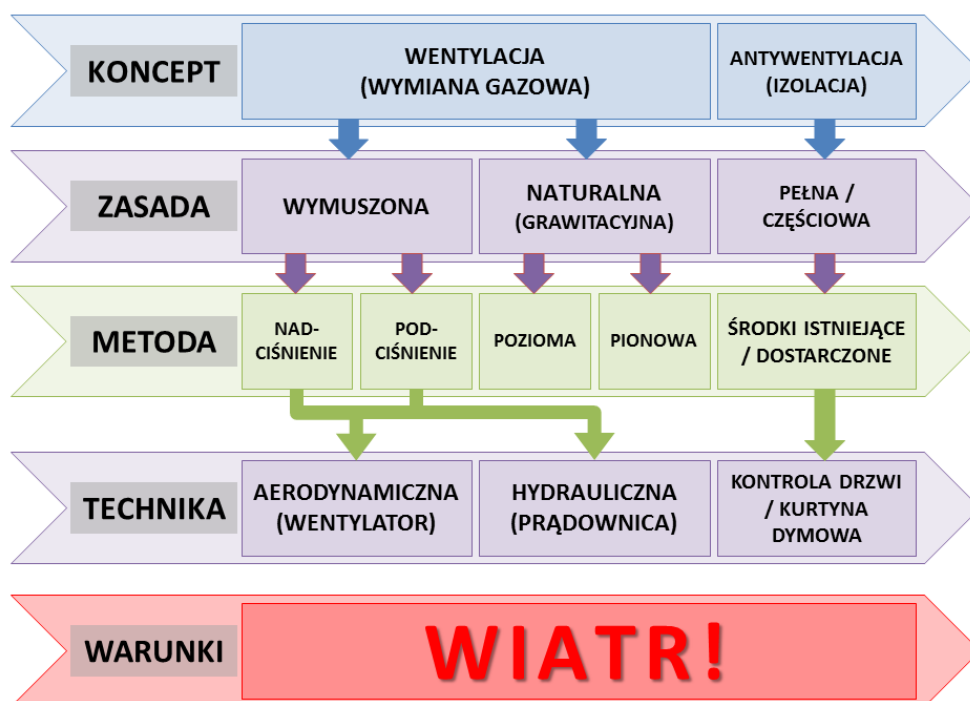 KONCEPT
WENTYLACJA
(WYMIANA GAZOWA)
ANTYWENTYLACJA
(IZOLACJA)
ZASADA
WYMUSZONA
NATURALNA
(GRAWITACYJNA)
PEŁNA /
CZĘŚCIOWA
METODA
NAD-
CIŚNIENIE
POD-
CIŚNIENIE
POZIOMA
PIONOWA
ŚRODKI ISTNIEJĄCE
/ DOSTARCZONE
TECHNIKA
AERODYNAMICZNA
(WENTYLATOR)
HYDRAULICZNA
(PRĄDOWNICA)
KONTROLA DRZWI
/ KURTYNA
DYMOWA
WARUNKI
WIATR!